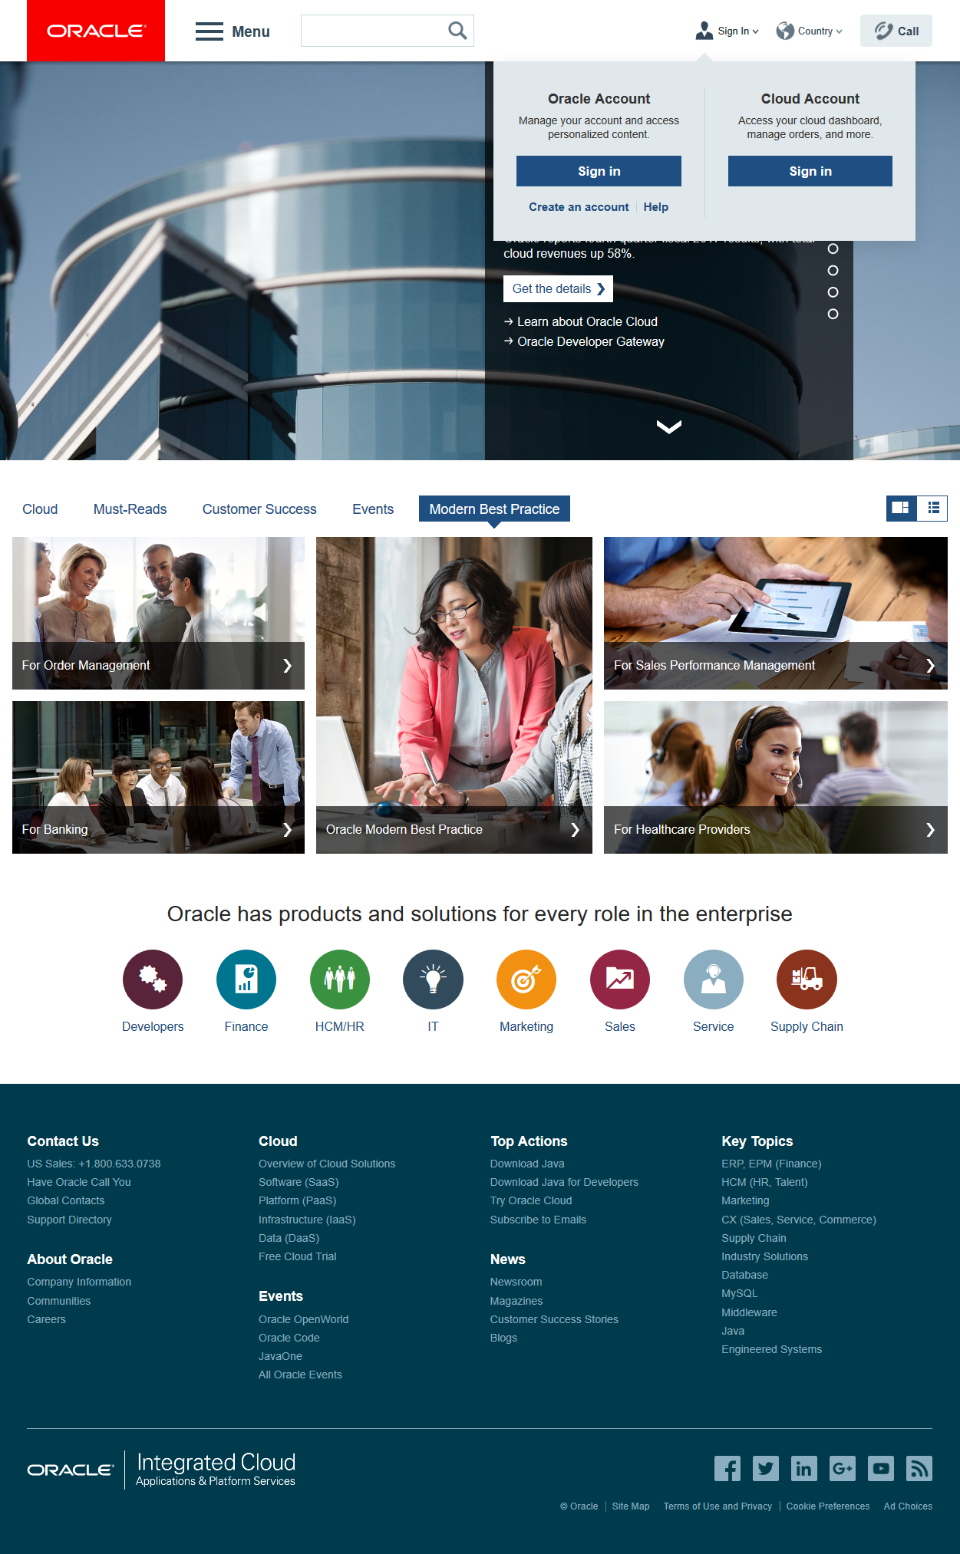 ORACLE
Menu
Sign In
Country
Call
Oracle Account
Manage your account and access
personalized content.
Sign in
Create an account
Help
Cloud Account
Access your cloud dashboard,
manage orders, and more.
Sign in
cloud revenues up 58%.
Get the details
Learn about Oracle Cloud
Oracle Developer Gateway
Cloud
Must-Reads
Customer Success
Events
Modern Best Practice
For Order Management
For Banking
Oracle Modern Best Practice
For Sales Performance Management
For Healthcare Providers
Oracle has products and solutions for every role in the enterprise
Developers
Finance
HCM/HR
IT
Marketing
Sales
Service
Supply Chain
Contact Us
US Sales: +1.800.633.0738
Have Oracle Call You
Global Contacts
Support Directory
About Oracle
Company Information
Communities
Careers
Cloud
Overview of Cloud Solutions
Software (SaaS)
Platform (PaaS)
Infrastructure (IaaS)
Data (DaaS)
Free Cloud Trial
Events
Oracle OpenWorld
Oracle Code
JavaOne
All Oracle Events
Top Actions
Download Java
Download Java for Developers
Try Oracle Cloud
Subscribe to Emails
News
Newsroom
Magazines
Customer Success Stories
Blogs
Key Topics
ERP, EPM (Finance)
HCM (HR, Talent)
Marketing
CX (Sales, Service, Commerce)
Supply Chain
Industry Solutions
Database
MySQL
Middleware
Java
Engineered Systems
ORACLE
Integrated Cloud
Applications & Platform Services
© Oracle
Site Map
Terms of Use and Privacy
Cookie Preferences
Ad Choices